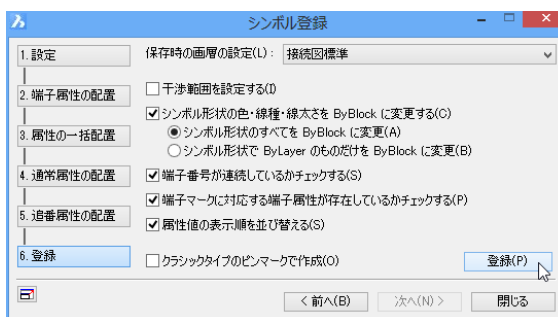 シンボル登録
1. 設定
2. 端子属性の配置
3. 属性の一括配置
4. 通常属性の配置
5. 追番属性の配置
6. 登録
保存時の画層の設定(L): 接続図標準
干渉範囲を設定する(I)
シンボル形状の色・線種・線太さを ByBlock に変更する(C)
シンボル形状のすべてを ByBlock に変更(A)
シンボル形状で ByLayer のものだけを ByBlock に変更(B)
端子番号が連続しているかチェックする(S)
端子マークに対応する端子属性が存在しているかチェックする(P)
属性値の表示順を並び替える(S)
クラシックタイプのピンマークで作成(O)
登録(P)
< 前へ(B)
次へ(N) >
閉じる